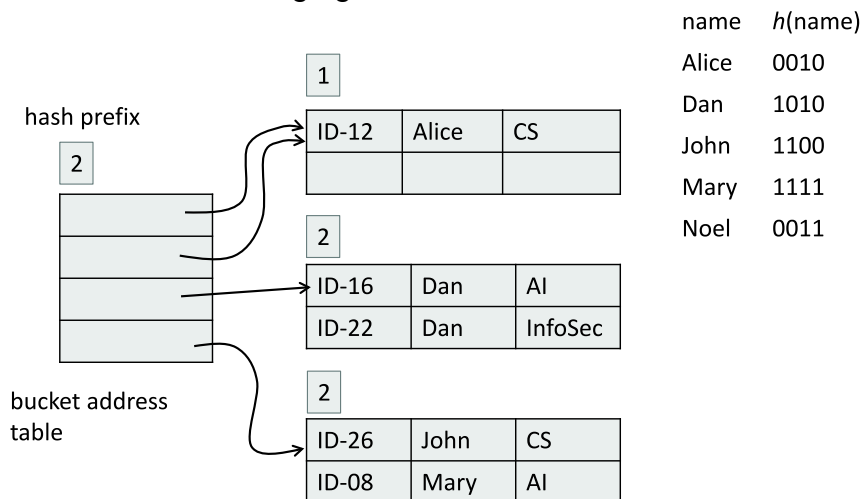 name h(name)
Alice 0010
Dan 1010
John 1100
Mary 1111
Noel 0011
hash prefix
2
bucket address
table
1
ID-12 Alice CS
2
ID-16 Dan AI
ID-22 Dan InfoSec
2
ID-26 John CS
ID-08 Mary AI